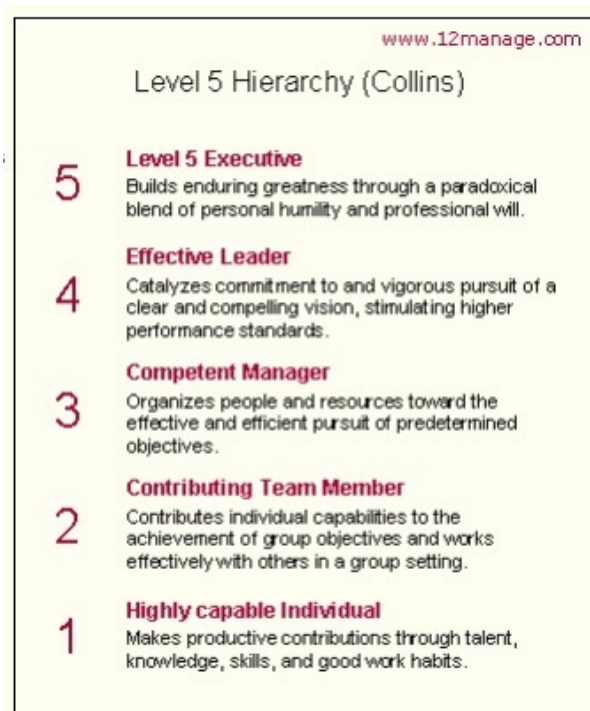 www.12manage.com
Level 5 Hierarchy (Collins)
5
Level 5 Executive
Builds enduring greatness through a paradoxical
blend of personal humility and professional will.
4
Effective Leader
Catalyzes commitment to and vigorous pursuit of a
clear and compelling vision, stimulating higher
performance standards.
3
Competent Manager
Organizes people and resources toward the
effective and efficient pursuit of predetermined
objectives.
2
Contributing Team Member
Contributes individual capabilities to the
achievement of group objectives and works
effectively with others in a group setting.
1
Highly capable Individual
Makes productive contributions through talent,
knowledge, skills, and good work habits.